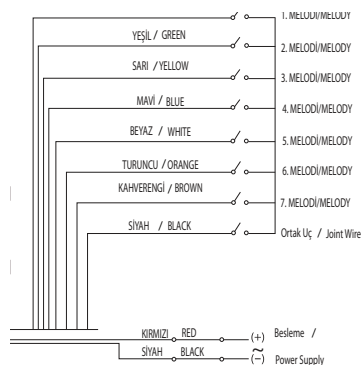 1. MELODİ/MELODY
YEŞİL / GREEN
2. MELODİ/MELODY
SARI / YELLOW
3. MELODİ/MELODY
MAVİ / BLUE
4. MELODİ/MELODY
BEYAZ / WHITE
5. MELODİ/MELODY
TURUNCU / ORANGE
6. MELODİ/MELODY
KAHVERENGİ / BROWN
7. MELODİ/MELODY
SİYAH / BLACK
Ortak Uç / Joint Wire
KIRMIZI RED (+) Besleme /
~
SİYAH BLACK (−) Power Supply